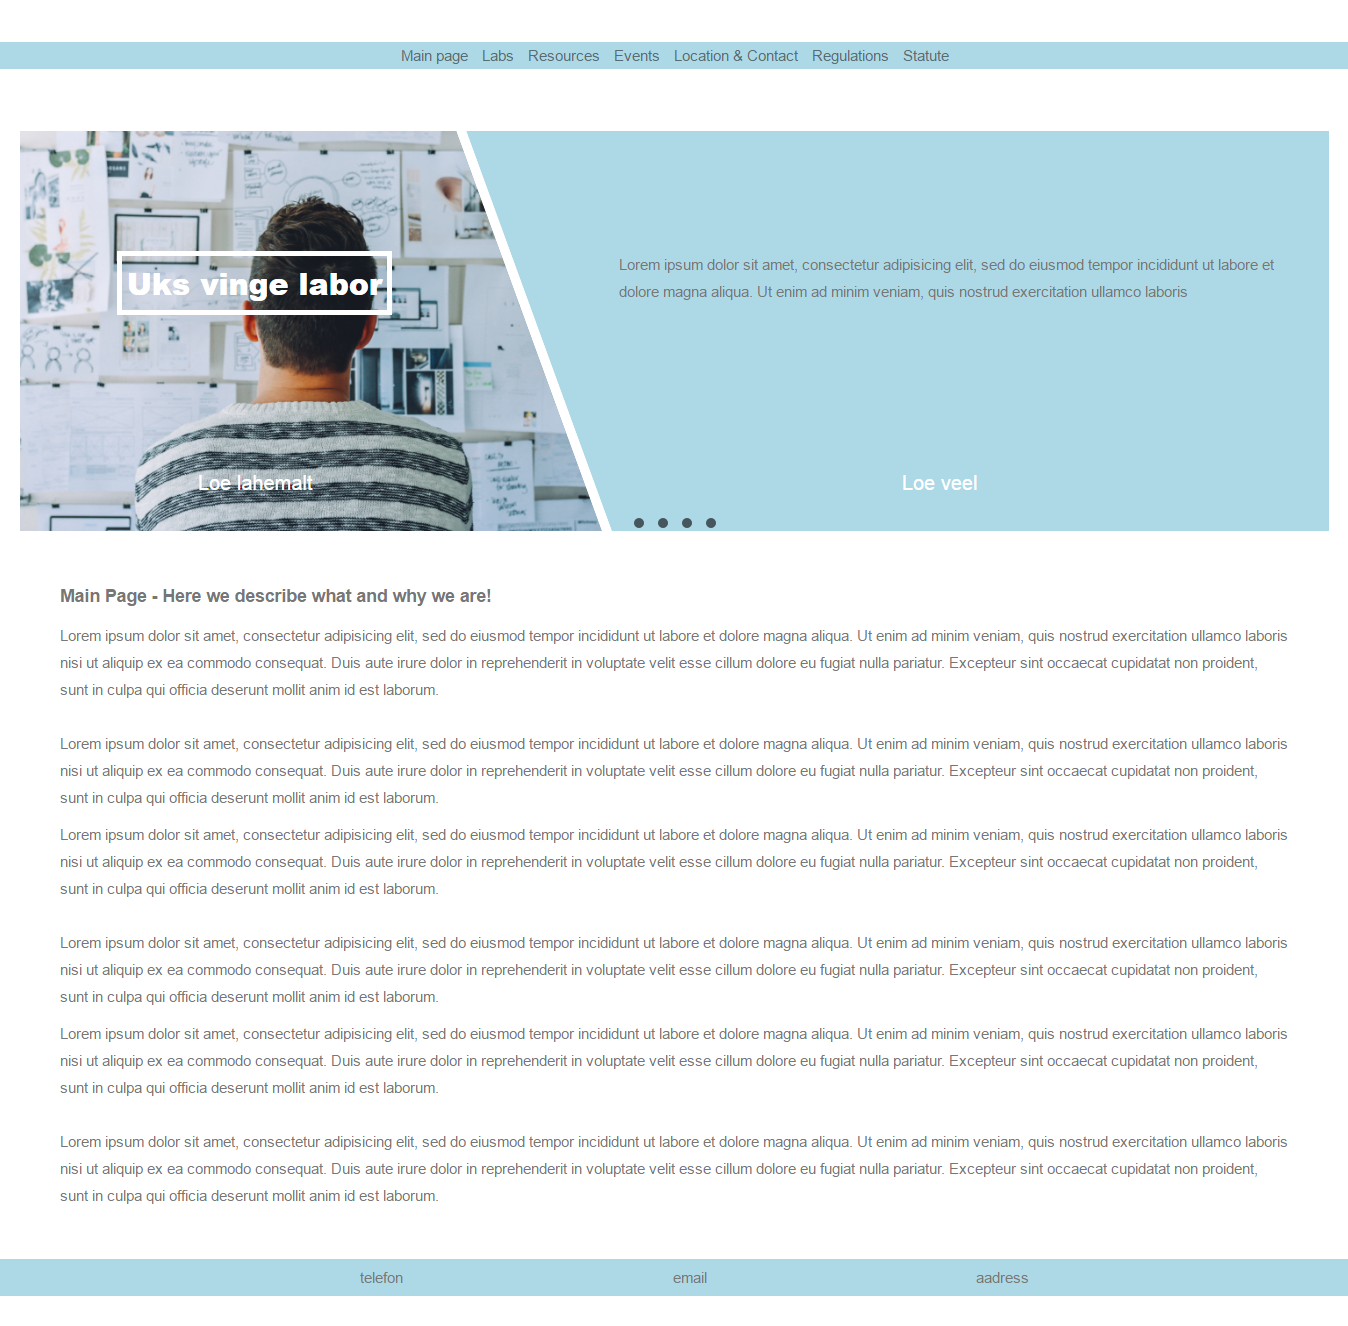 Main page Labs Resources Events Location & Contact Regulations Statute
Uks vinge labor
Lorem ipsum dolor sit amet, consectetur adipisicing elit, sed do eiusmod tempor incididunt ut labore et
dolore magna aliqua. Ut enim ad minim veniam, quis nostrud exercitation ullamco laboris
Loe lahemalt
Loe veel
Main Page - Here we describe what and why we are!
Lorem ipsum dolor sit amet, consectetur adipisicing elit, sed do eiusmod tempor incididunt ut labore et dolore magna aliqua. Ut enim ad minim veniam, quis nostrud exercitation ullamco laboris
nisi ut aliquip ex ea commodo consequat. Duis aute irure dolor in reprehenderit in voluptate velit esse cillum dolore eu fugiat nulla pariatur. Excepteur sint occaecat cupidatat non proident,
sunt in culpa qui officia deserunt mollit anim id est laborum.
Lorem ipsum dolor sit amet, consectetur adipisicing elit, sed do eiusmod tempor incididunt ut labore et dolore magna aliqua. Ut enim ad minim veniam, quis nostrud exercitation ullamco laboris
nisi ut aliquip ex ea commodo consequat. Duis aute irure dolor in reprehenderit in voluptate velit esse cillum dolore eu fugiat nulla pariatur. Excepteur sint occaecat cupidatat non proident,
sunt in culpa qui officia deserunt mollit anim id est laborum.
Lorem ipsum dolor sit amet, consectetur adipisicing elit, sed do eiusmod tempor incididunt ut labore et dolore magna aliqua. Ut enim ad minim veniam, quis nostrud exercitation ullamco laboris
nisi ut aliquip ex ea commodo consequat. Duis aute irure dolor in reprehenderit in voluptate velit esse cillum dolore eu fugiat nulla pariatur. Excepteur sint occaecat cupidatat non proident,
sunt in culpa qui officia deserunt mollit anim id est laborum.
Lorem ipsum dolor sit amet, consectetur adipisicing elit, sed do eiusmod tempor incididunt ut labore et dolore magna aliqua. Ut enim ad minim veniam, quis nostrud exercitation ullamco laboris
nisi ut aliquip ex ea commodo consequat. Duis aute irure dolor in reprehenderit in voluptate velit esse cillum dolore eu fugiat nulla pariatur. Excepteur sint occaecat cupidatat non proident,
sunt in culpa qui officia deserunt mollit anim id est laborum.
Lorem ipsum dolor sit amet, consectetur adipisicing elit, sed do eiusmod tempor incididunt ut labore et dolore magna aliqua. Ut enim ad minim veniam, quis nostrud exercitation ullamco laboris
nisi ut aliquip ex ea commodo consequat. Duis aute irure dolor in reprehenderit in voluptate velit esse cillum dolore eu fugiat nulla pariatur. Excepteur sint occaecat cupidatat non proident,
sunt in culpa qui officia deserunt mollit anim id est laborum.
Lorem ipsum dolor sit amet, consectetur adipisicing elit, sed do eiusmod tempor incididunt ut labore et dolore magna aliqua. Ut enim ad minim veniam, quis nostrud exercitation ullamco laboris
nisi ut aliquip ex ea commodo consequat. Duis aute irure dolor in reprehenderit in voluptate velit esse cillum dolore eu fugiat nulla pariatur. Excepteur sint occaecat cupidatat non proident,
sunt in culpa qui officia deserunt mollit anim id est laborum.
telefon email aadress